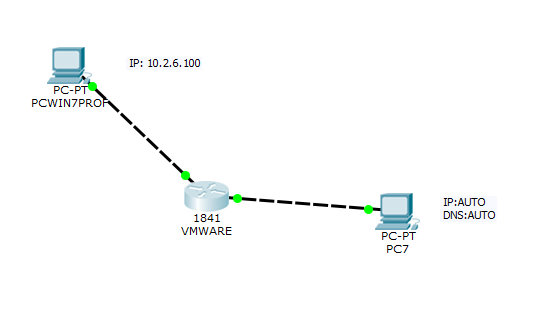 IP: 10.2.6.100
PC-PT
PCWIN7PROF
1841
VMWARE
IP:AUTO
DNS:AUTO
PC-PT
PC7